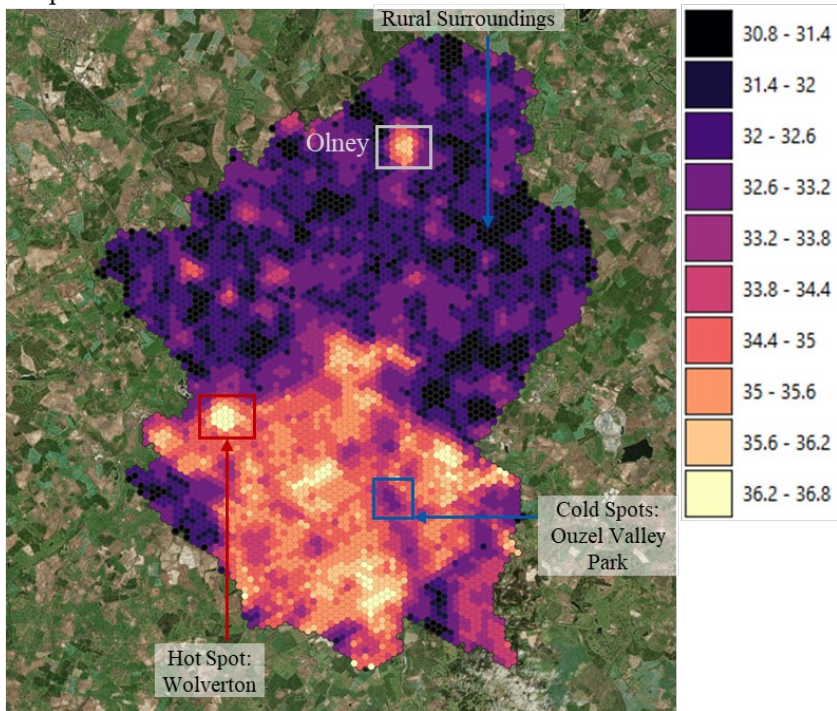 Rural Surroundings
Olney
Cold Spots:
Ouzel Valley
Park
Hot Spot:
Wolverton
30.8 - 31.4
31.4 - 32
32 - 32.6
32.6 - 33.2
33.2 - 33.8
33.8 - 34.4
34.4 - 35
35 - 35.6
35.6 - 36.2
36.2 - 36.8